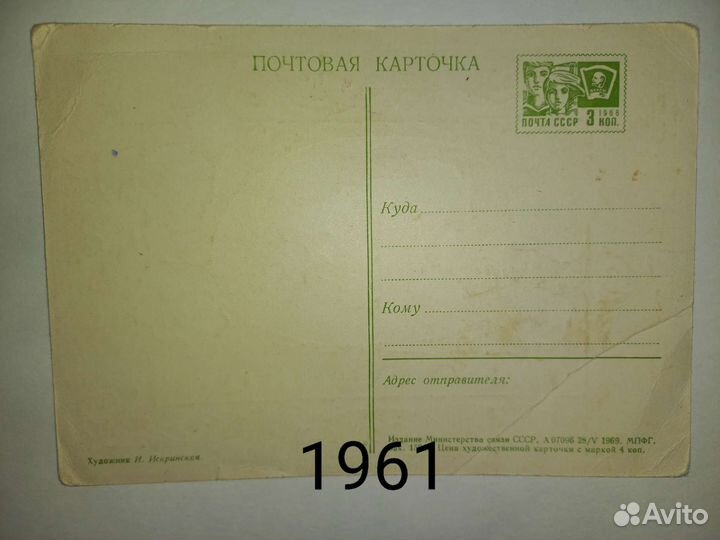 ПОЧТОВАЯ КАРТОЧКА
1966
ПОЧТА СССР 3 КОП.
Куда
Кому
Адрес отправителя:
Издание Министерства связи СССР. А 07096 28/V 1969. МПФГ.
Цена художественной карточки с маркой 4 коп.
Художник И. Искринская
1961
Avito